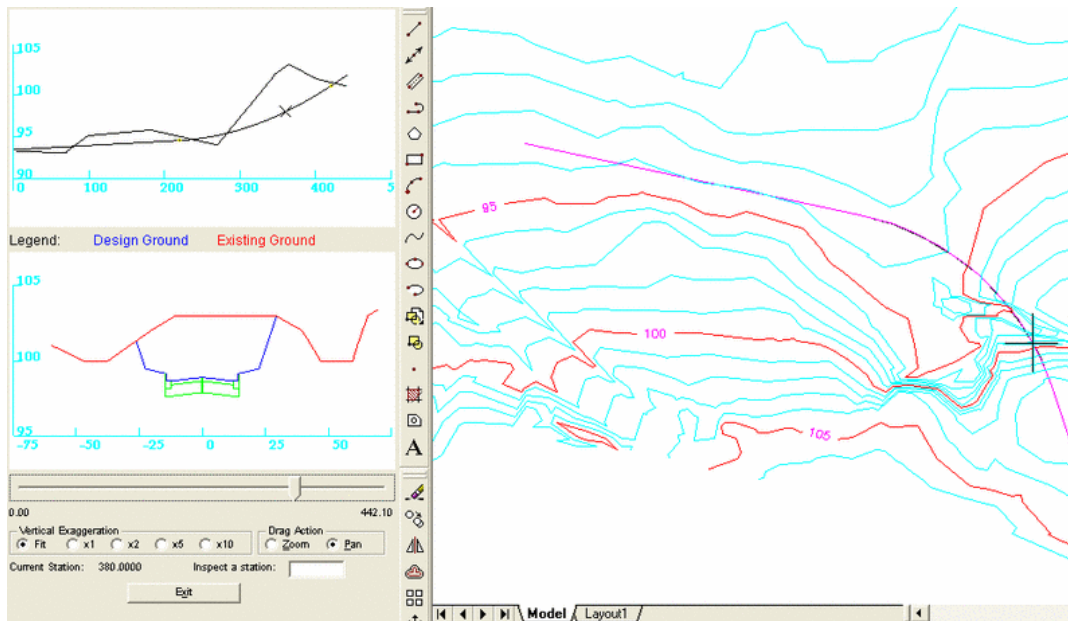 105
100
95
90
0 100 200 300 400 5
Legend: Design Ground Existing Ground
105
100
95
-75 -50 -25 0 25 50
0.00 442.10
Vertical Exaggeration
Fit x1 x2 x5 x10
Drag Action
Zoom Pan
Current Station: 380.0000 Inspect a station:
Exit
A
95
100
105
Model Layout1